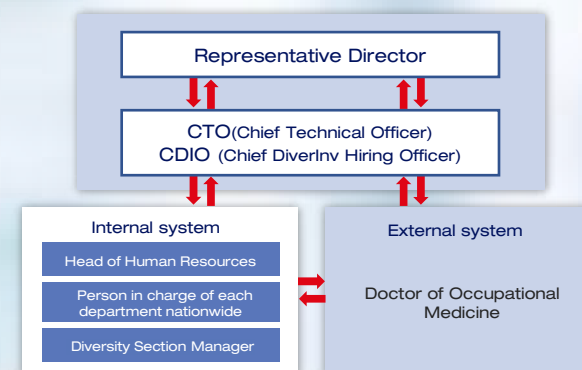 Representative Director
CTO(Chief Technical Officer)
CDIO (Chief DiverInv Hiring Officer)
Internal system
Head of Human Resources
Person in charge of each
department nationwide
Diversity Section Manager
External system
Doctor of Occupational
Medicine